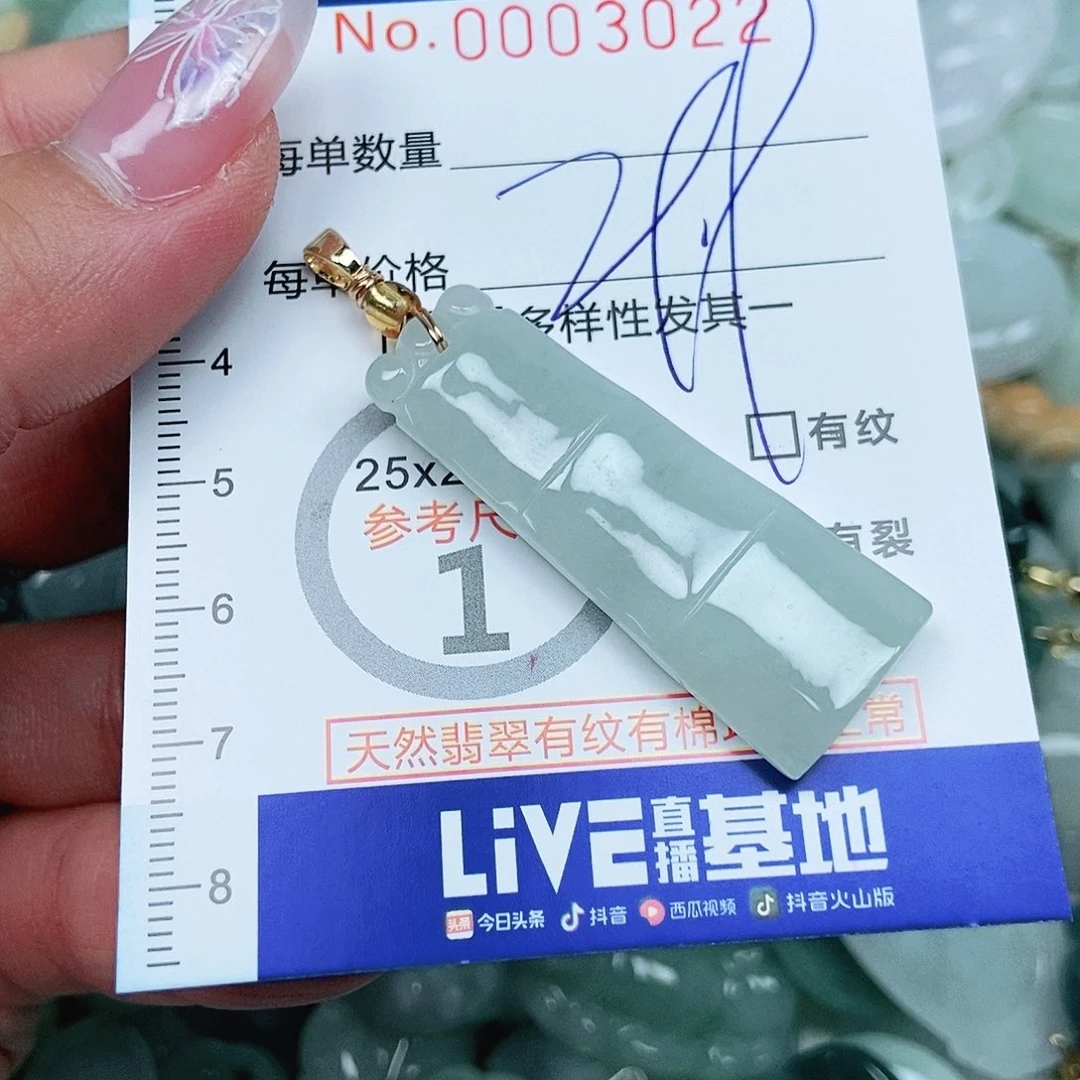 No.0003022
每单数量
每单价格
多样性发其一
4
有纹
25x2
5
参考尺
有裂
1
6
天然翡翠有纹有棉 常
7
LiVE直播基地
8
今日头条 抖音 西瓜视频 抖音火山版